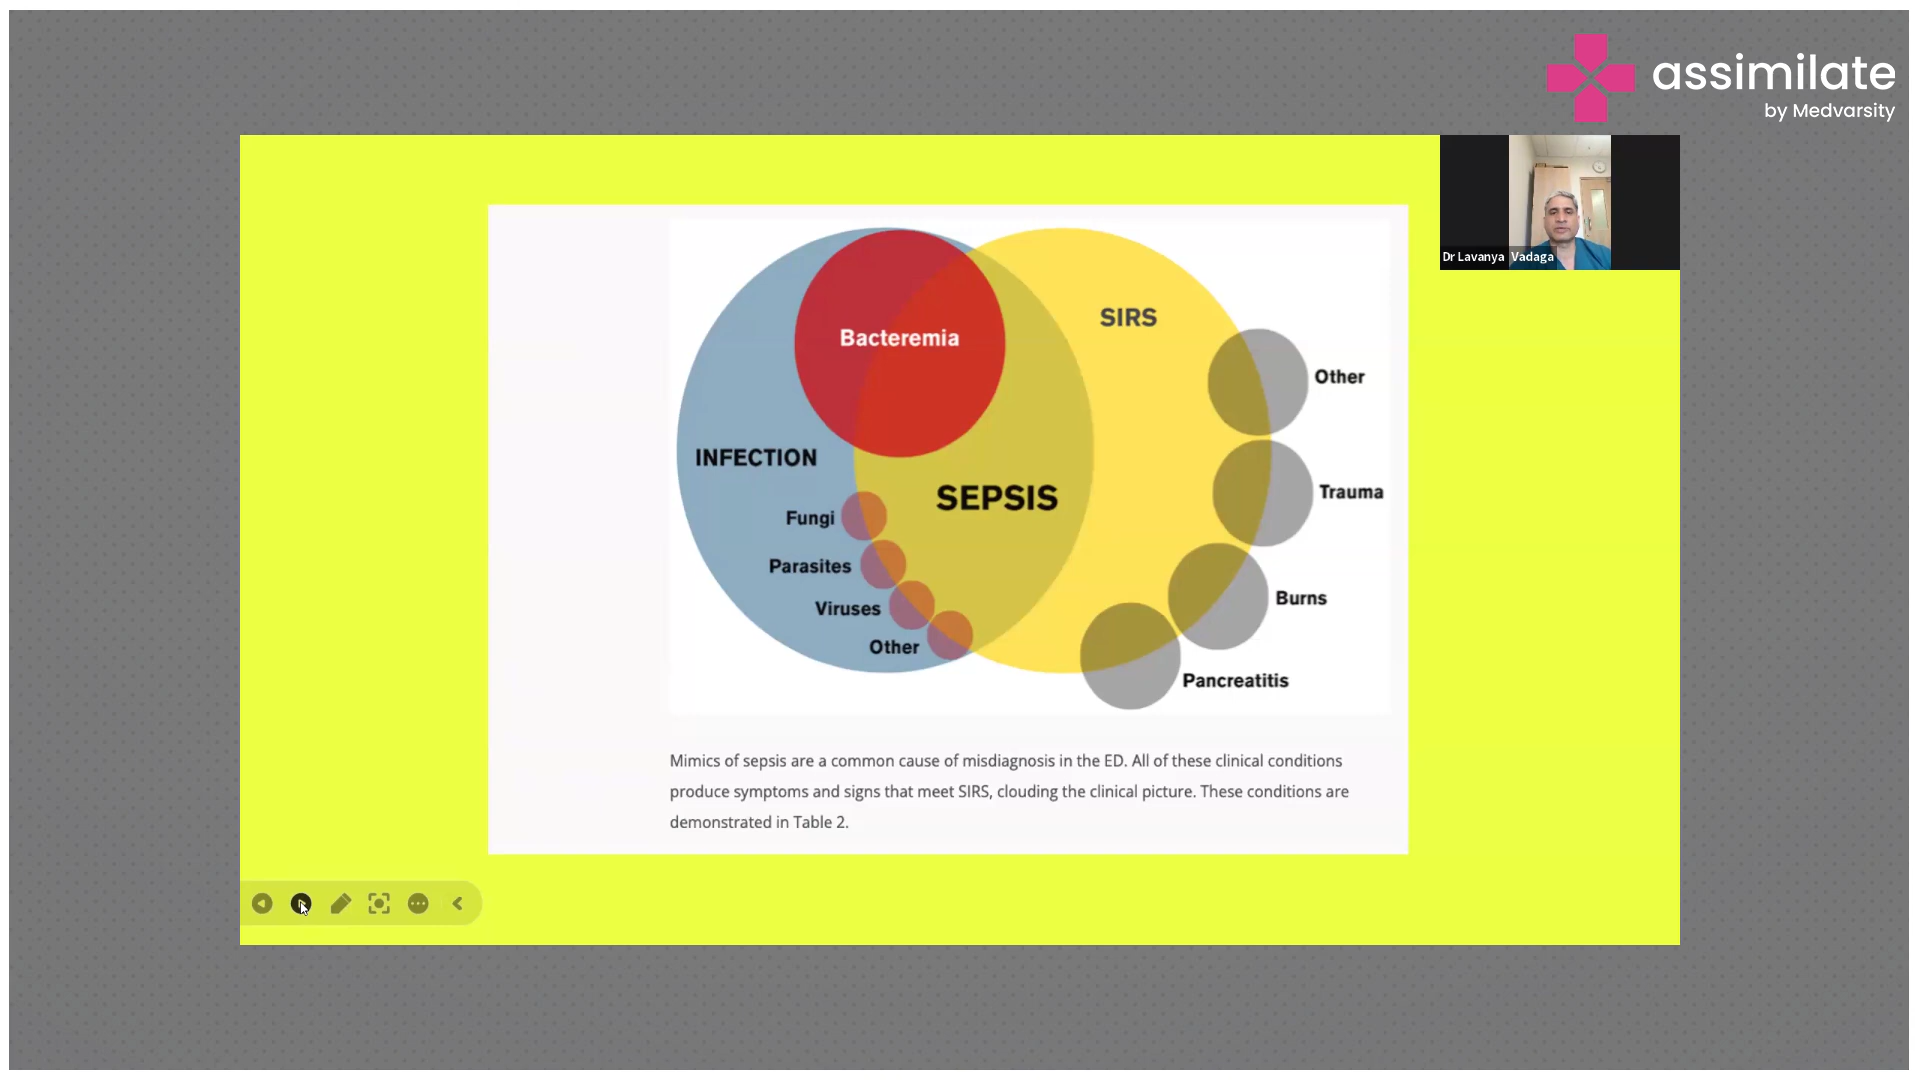 assimilate
by Medvarsity
Dr Lavanya Vadaga
Bacteremia
SIRS
Other
INFECTION
Trauma
SEPSIS
Fungi
Parasites
Burns
Viruses
Other
Pancreatitis
Mimics of sepsis are a common cause of misdiagnosis in the ED. All of these clinical conditions
produce symptoms and signs that meet SIRS, clouding the clinical picture. These conditions are
demonstrated in Table 2.